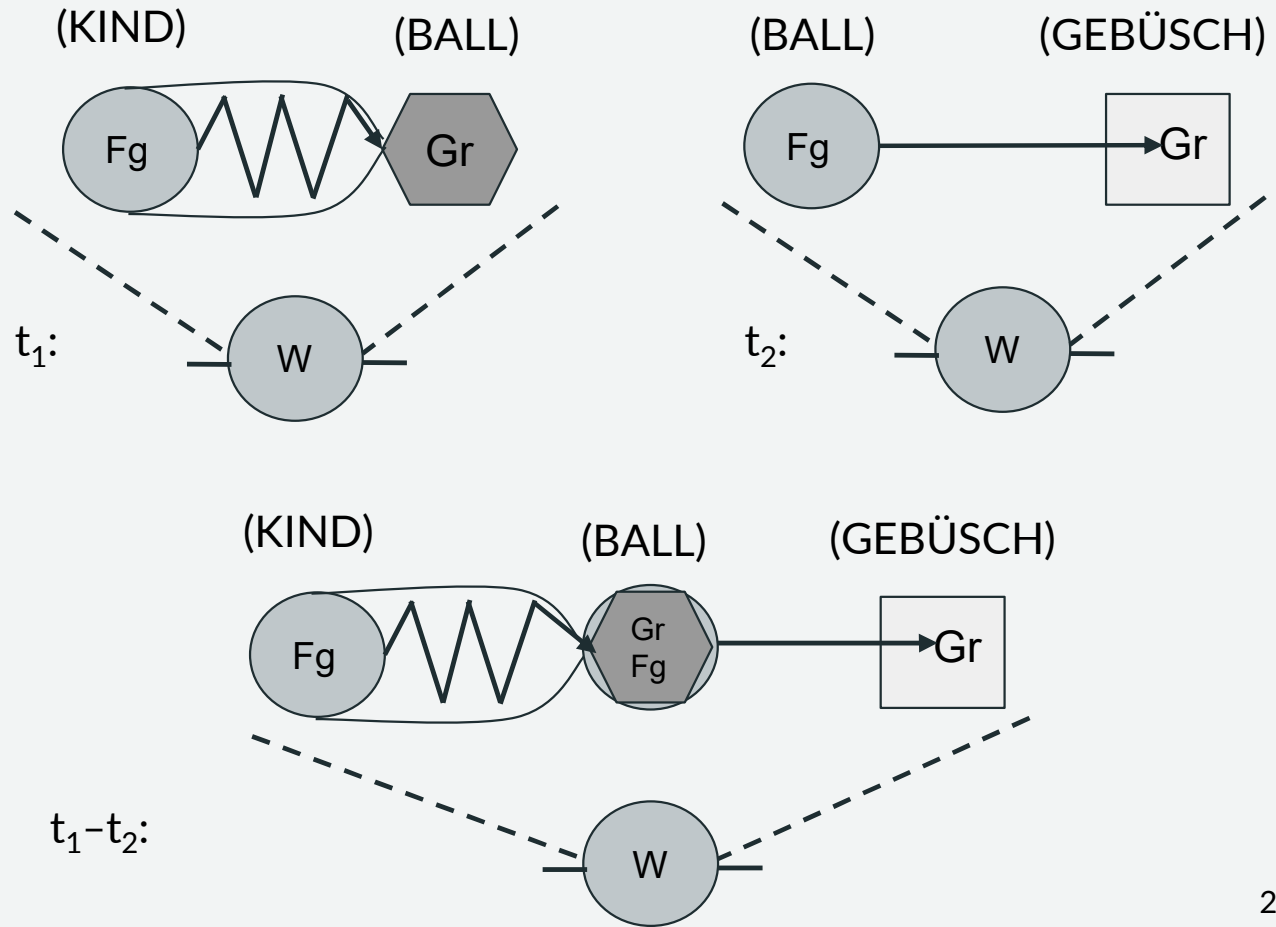 (KIND) (BALL)
Fg Gr
t₁:
W
(BALL) (GEBÜSCH)
Fg Gr
t₂:
W
(KIND) (BALL) (GEBÜSCH)
Fg
Gr
Fg
Gr
t₁–t₂:
W
2